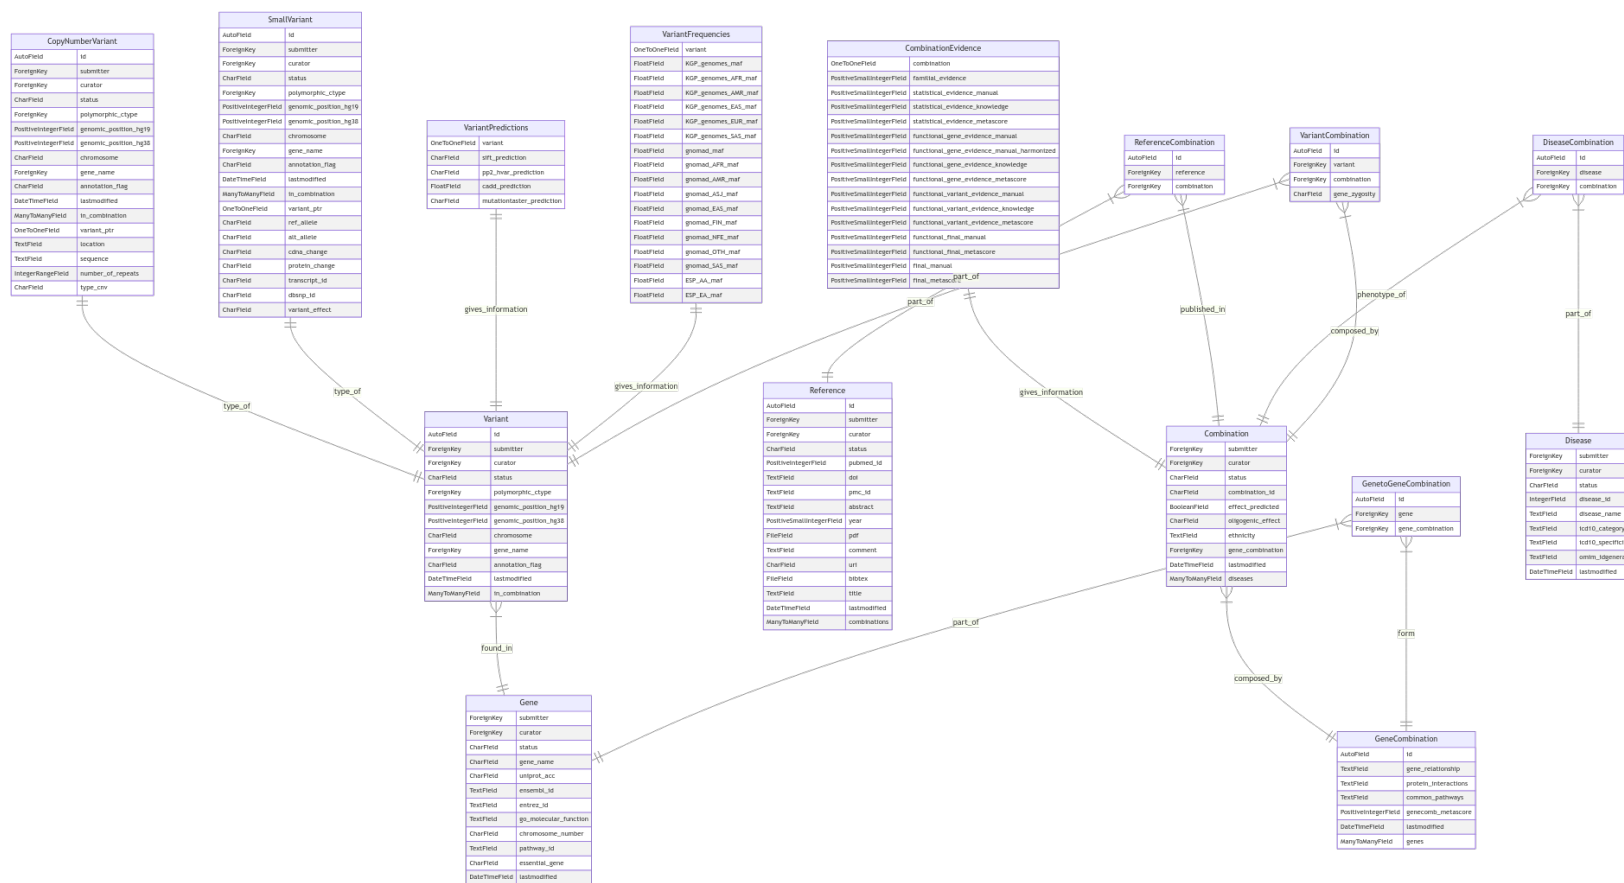 CopyNumberVariant
AutoField id
ForeignKey submitter
ForeignKey curator
CharField status
ForeignKey polymorphic_ctype
PositiveIntegerField genomic_position_hg19
PositiveIntegerField genomic_position_hg38
CharField chromosome
ForeignKey gene_name
CharField annotation_flag
DateTimeField lastmodified
ManyToManyField in_combination
OneToOneField variant_ptr
TextField location
TextField sequence
IntegerRangeField number_of_repeats
CharField type_cnv
SmallVariant
AutoField id
ForeignKey submitter
ForeignKey curator
CharField status
ForeignKey polymorphic_ctype
PositiveIntegerField genomic_position_hg19
PositiveIntegerField genomic_position_hg38
CharField chromosome
ForeignKey gene_name
CharField annotation_flag
DateTimeField lastmodified
ManyToManyField in_combination
OneToOneField variant_ptr
CharField ref_allele
CharField alt_allele
CharField cdna_change
CharField protein_change
CharField transcript_id
CharField dbsnp_id
CharField variant_effect
VariantPredictions
OneToOneField variant
CharField sift_prediction
CharField pp2_hvar_prediction
FloatField cadd_prediction
CharField mutationtaster_prediction
VariantFrequencies
OneToOneField variant
FloatField KGP_genomes_maf
FloatField KGP_genomes_AFR_maf
FloatField KGP_genomes_AMR_maf
FloatField KGP_genomes_EAS_maf
FloatField KGP_genomes_EUR_maf
FloatField KGP_genomes_SAS_maf
FloatField gnomad_maf
FloatField gnomad_AFR_maf
FloatField gnomad_AMR_maf
FloatField gnomad_ASJ_maf
FloatField gnomad_EAS_maf
FloatField gnomad_FIN_maf
FloatField gnomad_NFE_maf
FloatField gnomad_OTH_maf
FloatField gnomad_SAS_maf
FloatField ESP_AA_maf
FloatField ESP_EA_maf
CombinationEvidence
OneToOneField combination
PositiveSmallIntegerField familial_evidence
PositiveSmallIntegerField statistical_evidence_manual
PositiveSmallIntegerField statistical_evidence_knowledge
PositiveSmallIntegerField statistical_evidence_metascore
PositiveSmallIntegerField functional_gene_evidence_manual
PositiveSmallIntegerField functional_gene_evidence_manual_harmonized
PositiveSmallIntegerField functional_gene_evidence_knowledge
PositiveSmallIntegerField functional_gene_evidence_metascore
PositiveSmallIntegerField functional_variant_evidence_manual
PositiveSmallIntegerField functional_variant_evidence_knowledge
PositiveSmallIntegerField functional_variant_evidence_metascore
PositiveSmallIntegerField functional_final_manual
PositiveSmallIntegerField functional_final_metascore
PositiveSmallIntegerField final_manual
PositiveSmallIntegerField
ReferenceCombination
AutoField id
ForeignKey reference
ForeignKey combination
VariantCombination
AutoField id
ForeignKey variant
ForeignKey combination
CharField gene_zygosity
DiseaseCombination
AutoField id
ForeignKey disease
ForeignKey combination
part_of
part_of
gives_information
published_in
phenotype_of
composed_by
part_of
type_of
type_of
gives_information
gives_information
Variant
AutoField id
ForeignKey submitter
ForeignKey curator
CharField status
ForeignKey polymorphic_ctype
PositiveIntegerField genomic_position_hg19
PositiveIntegerField genomic_position_hg38
CharField chromosome
ForeignKey gene_name
CharField annotation_flag
DateTimeField lastmodified
ManyToManyField in_combination
Reference
AutoField id
ForeignKey submitter
ForeignKey curator
CharField status
PositiveIntegerField pubmed_id
TextField doi
TextField pmc_id
TextField abstract
PositiveSmallIntegerField year
FileField pdf
TextField comment
CharField url
FileField bibtex
TextField title
DateTimeField lastmodified
ManyToManyField combinations
Combination
ForeignKey submitter
ForeignKey curator
CharField status
CharField combination_id
BooleanField effect_predicted
CharField oligogenic_effect
TextField ethnicity
ForeignKey gene_combination
DateTimeField lastmodified
ManyToManyField diseases
GenetoGeneCombination
AutoField id
ForeignKey gene
ForeignKey gene_combination
Disease
ForeignKey submitter
ForeignKey curator
CharField status
IntegerField disease_id
TextField disease_name
TextField icd10_category
TextField icd10_specifici
TextField omim_idgener
DateTimeField lastmodified
found_in
part_of
composed_by
form
Gene
ForeignKey submitter
ForeignKey curator
CharField status
CharField gene_name
CharField uniprot_acc
TextField ensembl_id
TextField entrez_id
TextField go_molecular_function
CharField chromosome_number
TextField pathway_id
CharField essential_gene
DateTimeField lastmodified
GeneCombination
AutoField id
TextField gene_relationship
TextField protein_interactions
TextField common_pathways
PositiveIntegerField genecomb_metascore
DateTimeField lastmodified
ManyToManyField genes